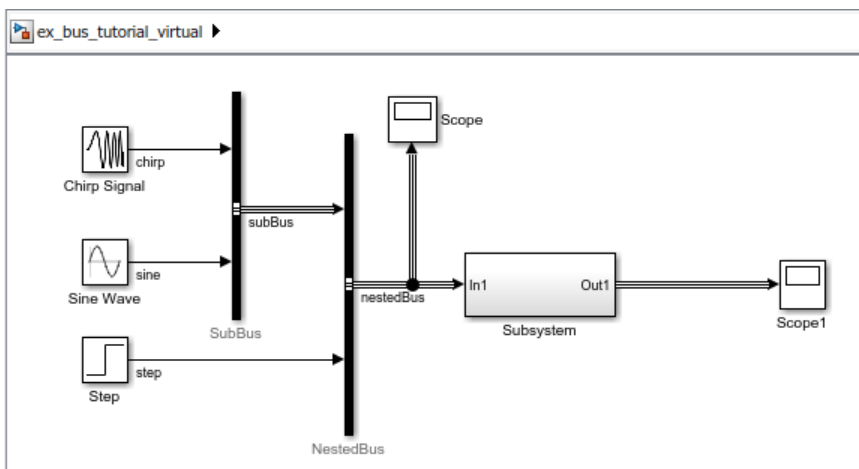 ex_bus_tutorial_virtual
Scope
chirp
Chirp Signal
subBus
sine
Sine Wave
SubBus
nestedBus
In1
Out1
Subsystem
Scope1
step
Step
NestedBus